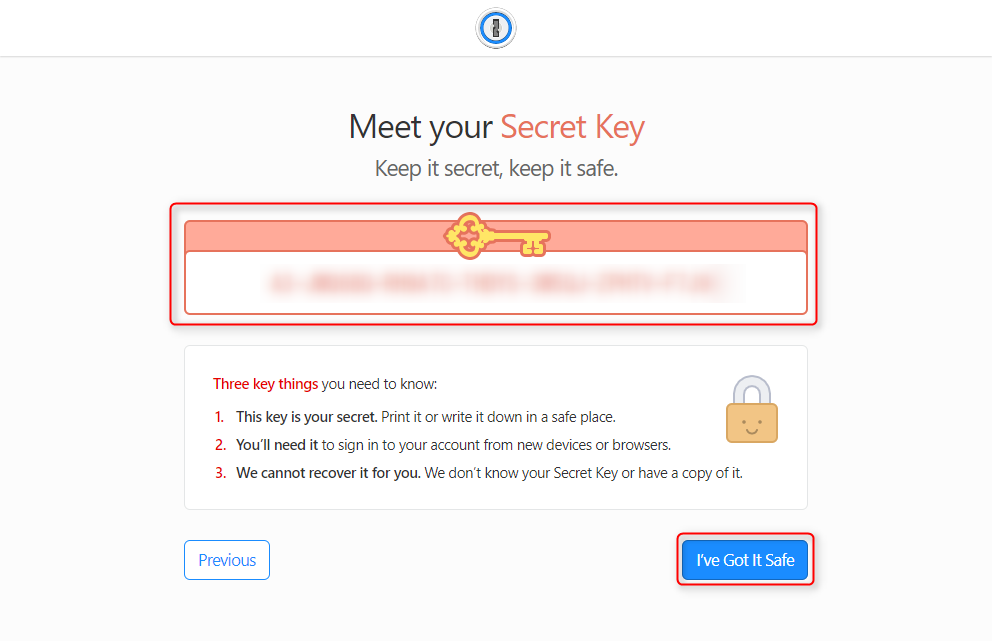 Meet your Secret Key
Keep it secret, keep it safe.
Three key things you need to know:
1. This key is your secret. Print it or write it down in a safe place.
2. You'll need it to sign in to your account from new devices or browsers.
3. We cannot recover it for you. We don't know your Secret Key or have a copy of it.
Previous
I've Got It Safe